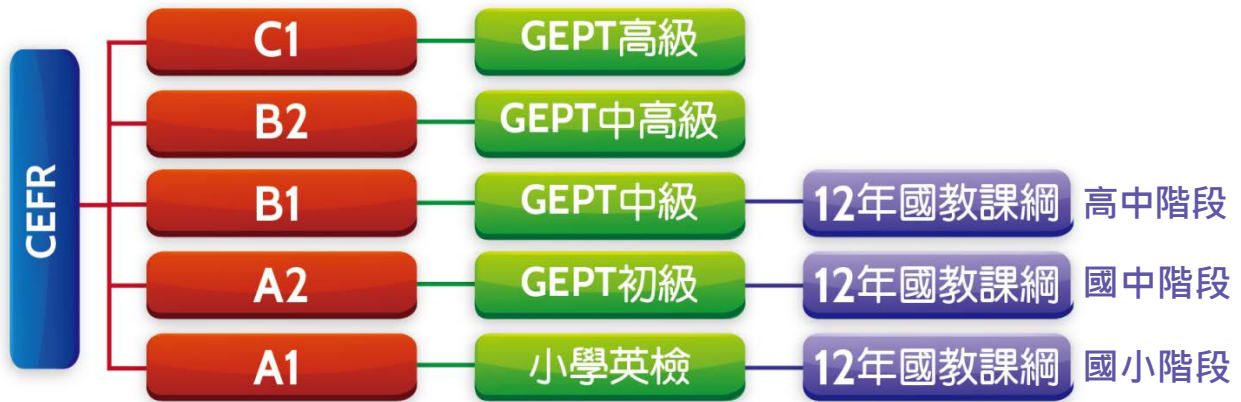 CEFR
C1 GEPT高級
B2 GEPT中高級
B1 GEPT中級 12年國教課綱 高中階段
A2 GEPT初級 12年國教課綱 國中階段
A1 小學英檢 12年國教課綱 國小階段